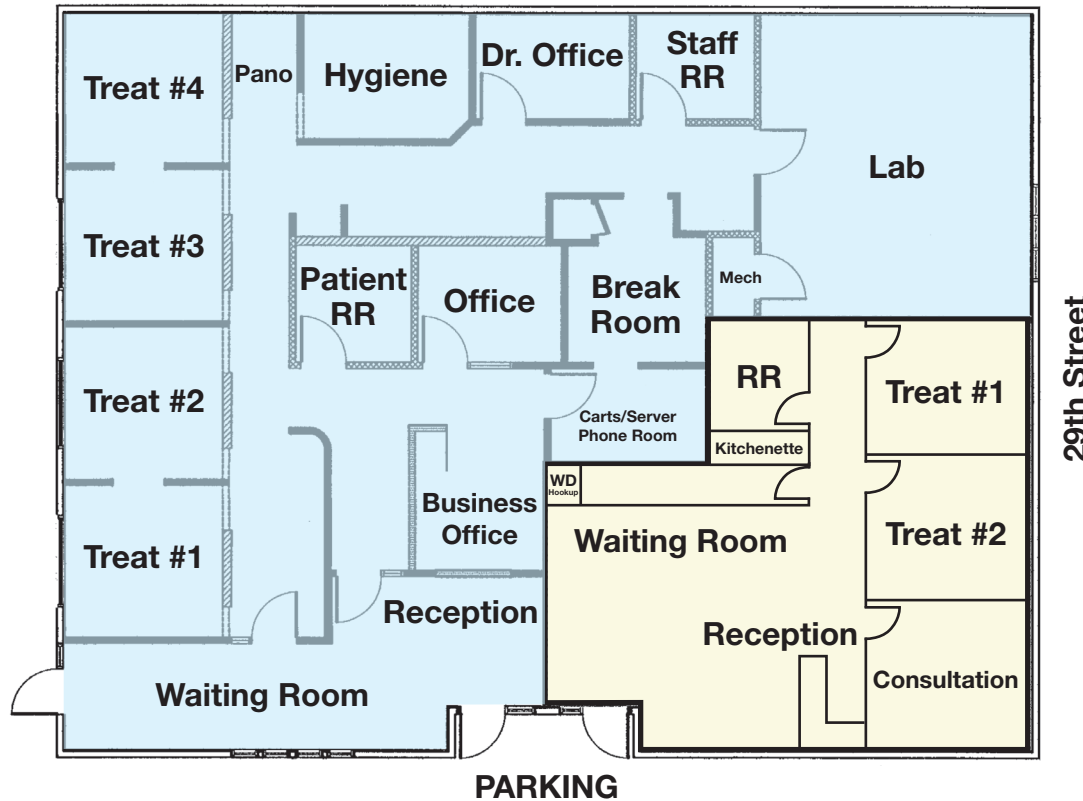 Treat #4
Pano
Hygiene
Dr. Office
Staff
RR
Lab
Treat #3
Patient
RR
Office
Break
Room
Mech
Treat #2
Carts/Server
Phone Room
RR
Kitchenette
Treat #1
29th Street
WD
Hookup
Business
Office
Treat #1
Waiting Room
Treat #2
Reception
Reception
Waiting Room
Consultation
PARKING